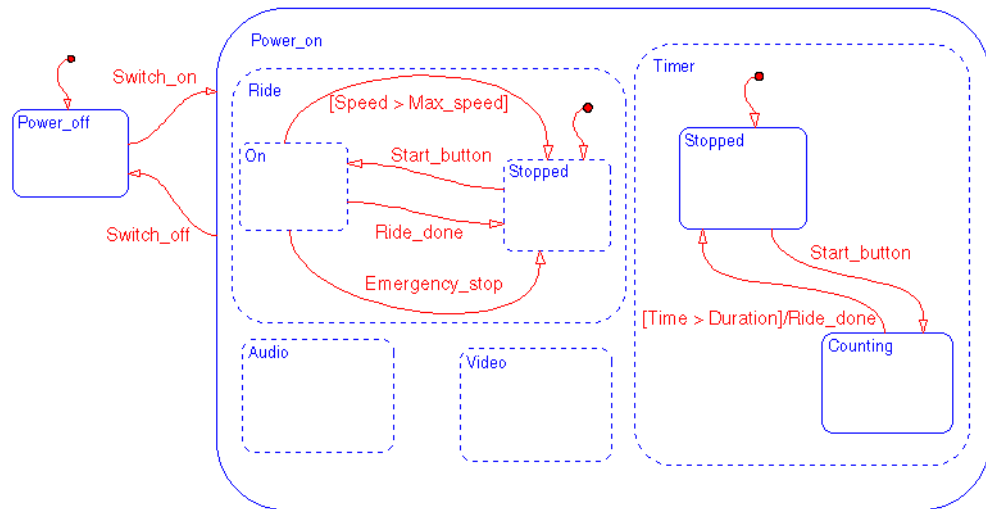 Power_on
Switch_on
Power_off
Switch_off
Ride
[Speed > Max_speed]
On
Start_button
Stopped
Ride_done
Emergency_stop
Audio
Video
Timer
Stopped
Start_button
[Time > Duration]/Ride_done
Counting